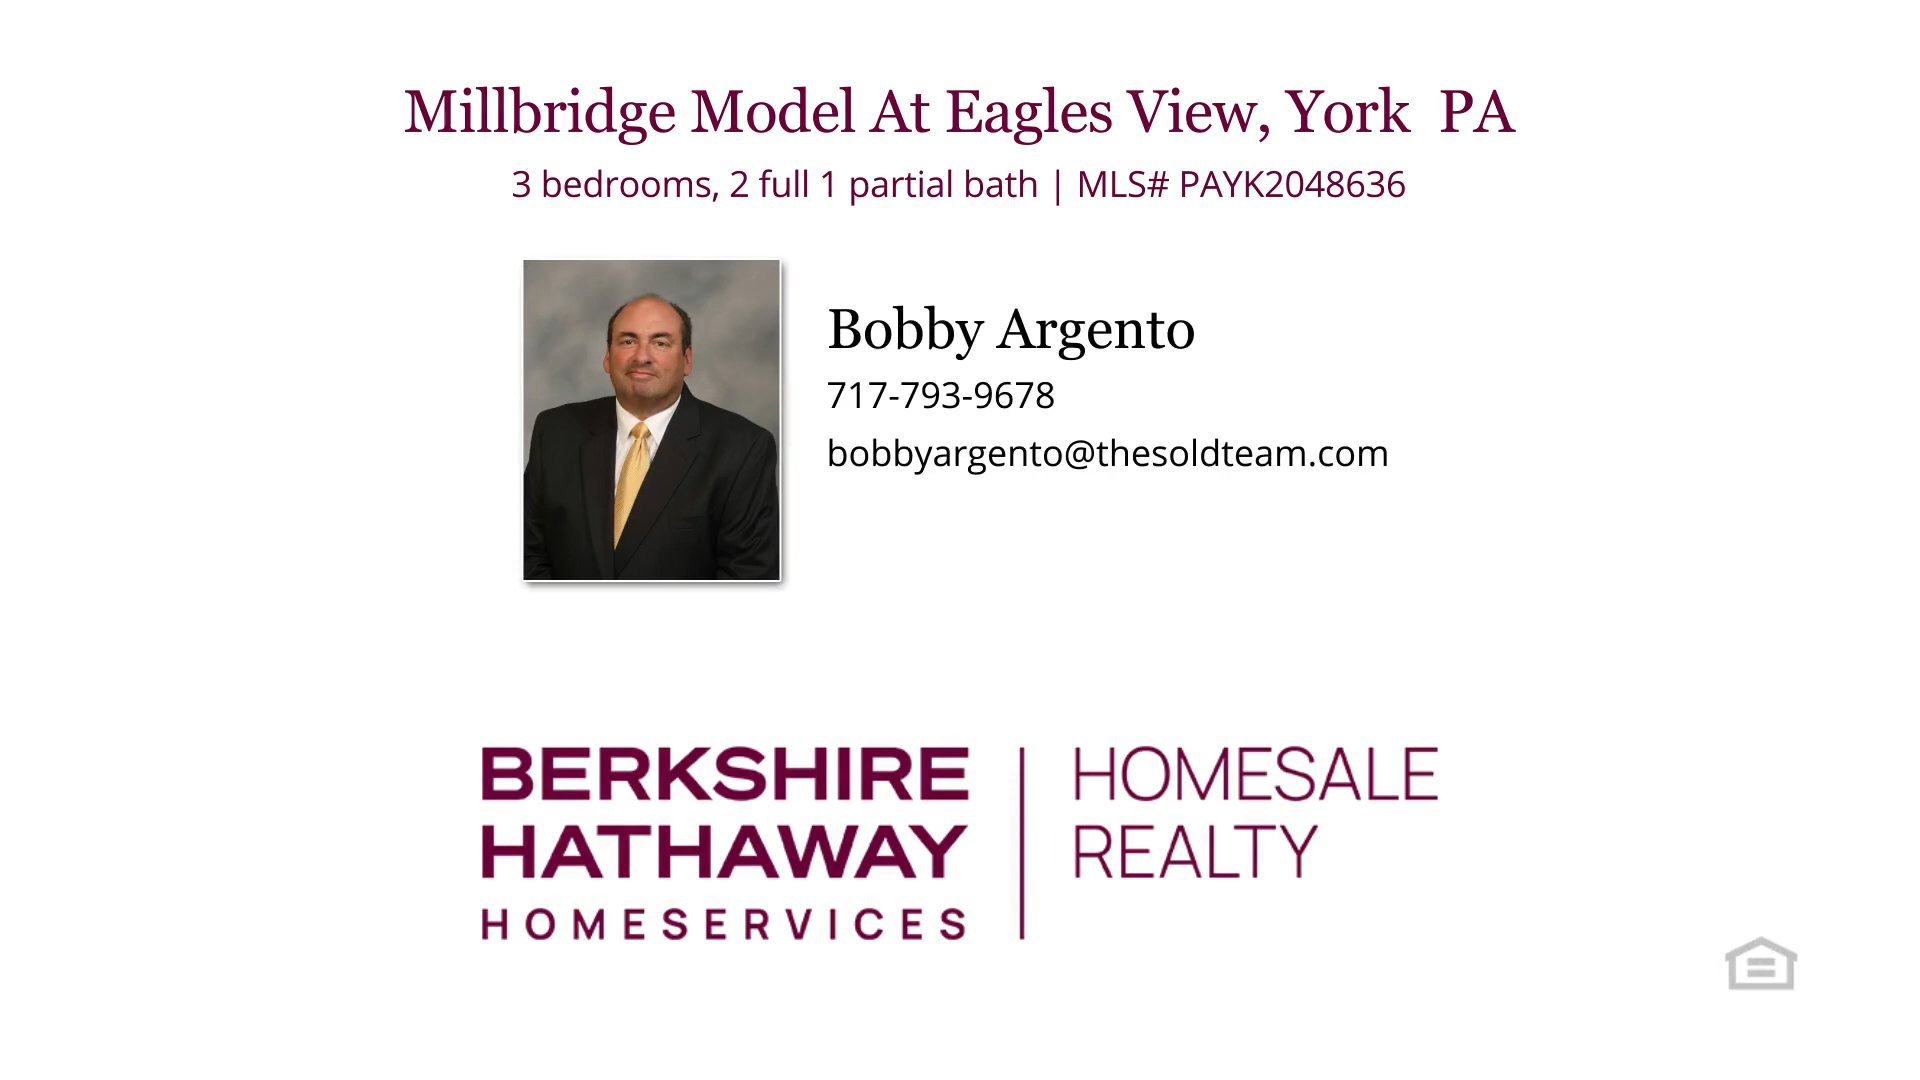 Millbridge Model At Eagles View, York  PA
3 bedrooms, 2 full 1 partial bath | MLS# PAYK2048636
Bobby Argento
717-793-9678
bobbyargento@thesoldteam.com
BERKSHIRE
HATHAWAY
HOMESERVICES
HOMESALE
REALTY